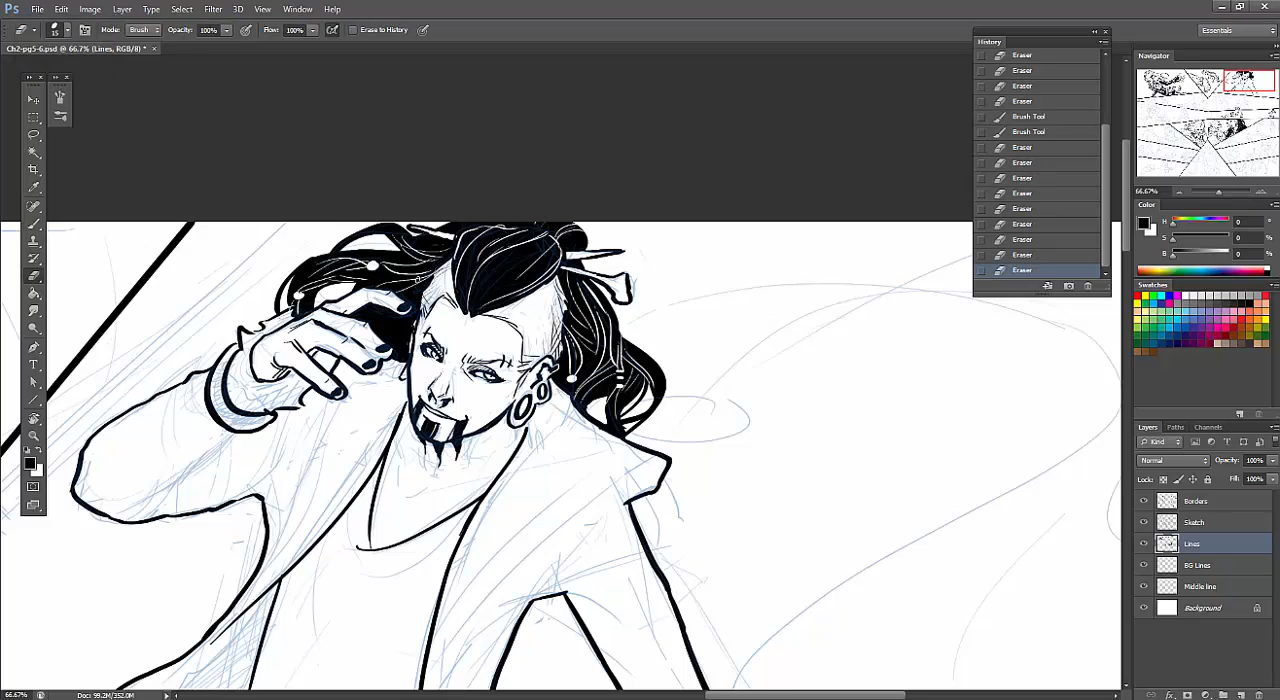 Ps File Edit Image Layer Type Select Filter 3D View Window Help
15 Mode: Brush Opacity: 100% Flow: 100% Erase to History Essentials
Ch2-pg5-6.psd @ 66.7% (Lines, RGB/8) * ×
History
Eraser
Eraser
Eraser
Eraser
Brush Tool
Brush Tool
Eraser
Eraser
Eraser
Eraser
Eraser
Eraser
Eraser
Eraser
Eraser
Navigator
66.67%
Color
H 0 °
S 0 %
B 0 %
Swatches
Layers Paths Channels
Kind
Normal Opacity: 100%
Lock: Fill: 100%
Borders
Sketch
Lines
BG Lines
Middle line
Background
66.67% Doc: 99.2M/352.0M